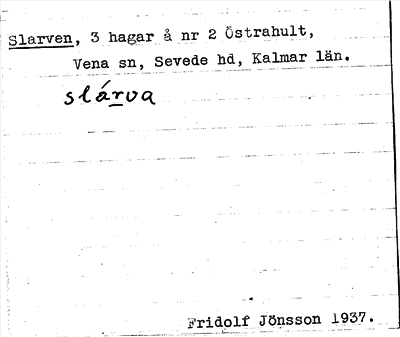 Slarven, 3 hagar å nr 2 Östrahult,
Vena sn, Sevede hd, Kalmar län.
slárva
Fridolf Jönsson 1937.